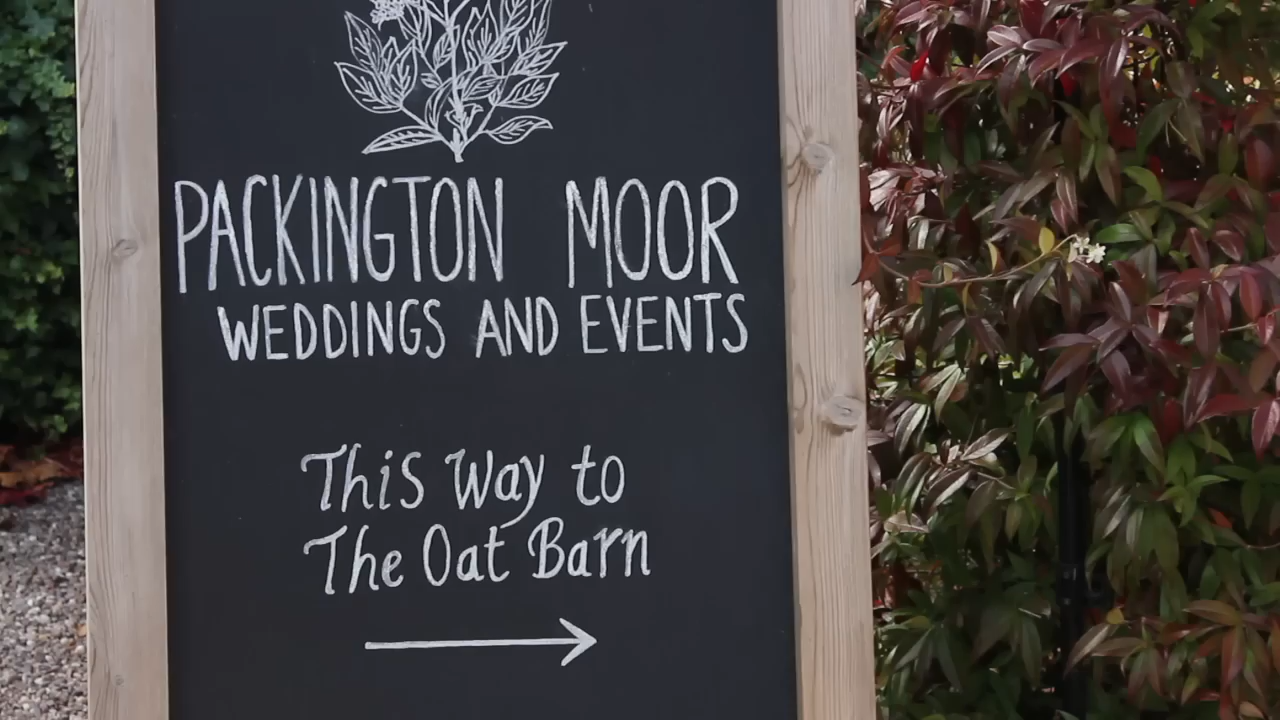 PACKINGTON MOOR
WEDDINGS AND EVENTS
This Way to
The Oat Barn